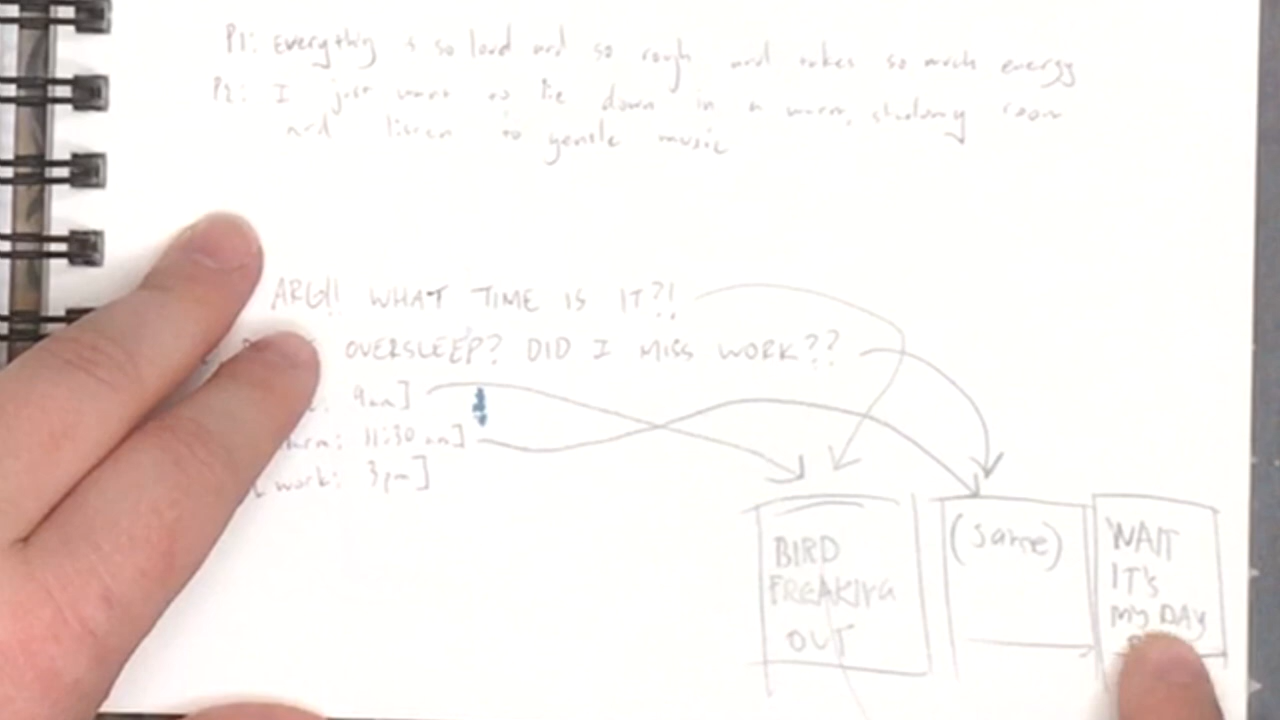 P1: Everything is so loud and so rough and takes so much energy
P2: I just want to lie down in a warm, shadowy room
and listen to gentle music
ARG!! WHAT TIME IS IT?!
OVERSLEEP? DID I MISS WORK??
9am]
11:30 am]
work: 3pm]
BIRD
FREAKING
OUT
(same)
WAIT
IT'S
MY DAY